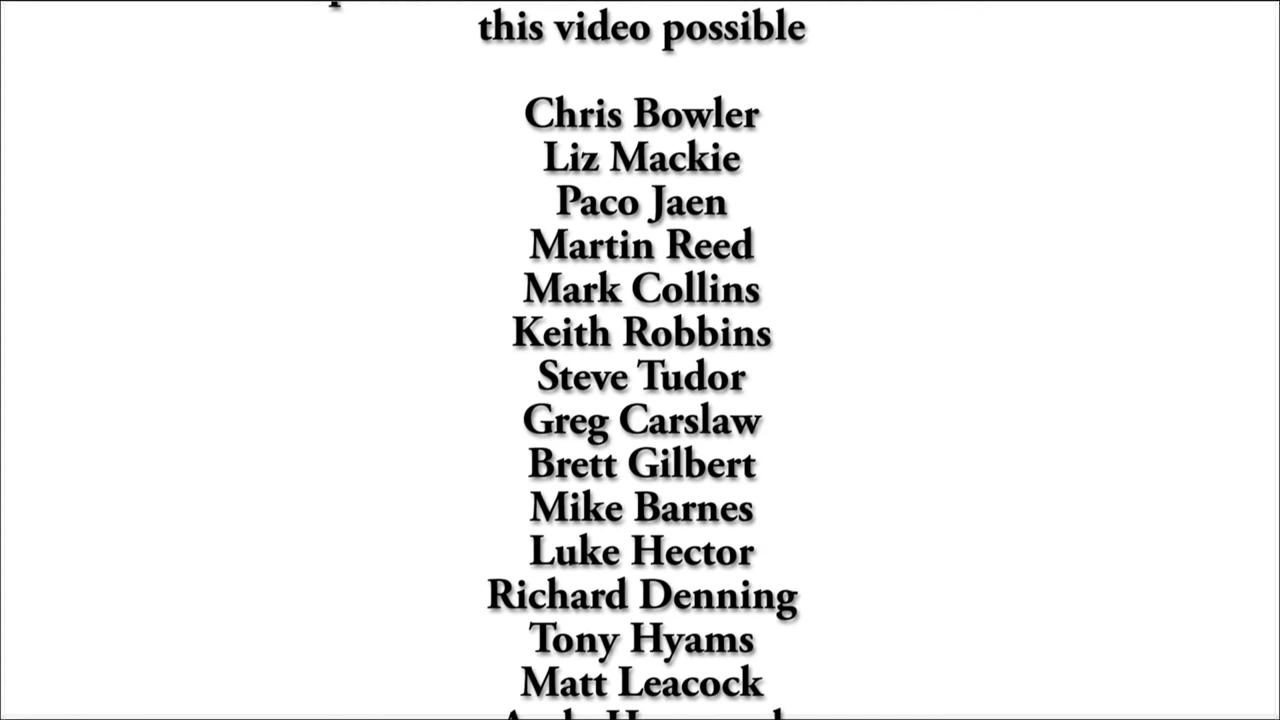 this video possible
Chris Bowler
Liz Mackie
Paco Jaen
Martin Reed
Mark Collins
Keith Robbins
Steve Tudor
Greg Carslaw
Brett Gilbert
Mike Barnes
Luke Hector
Richard Denning
Tony Hyams
Matt Leacock